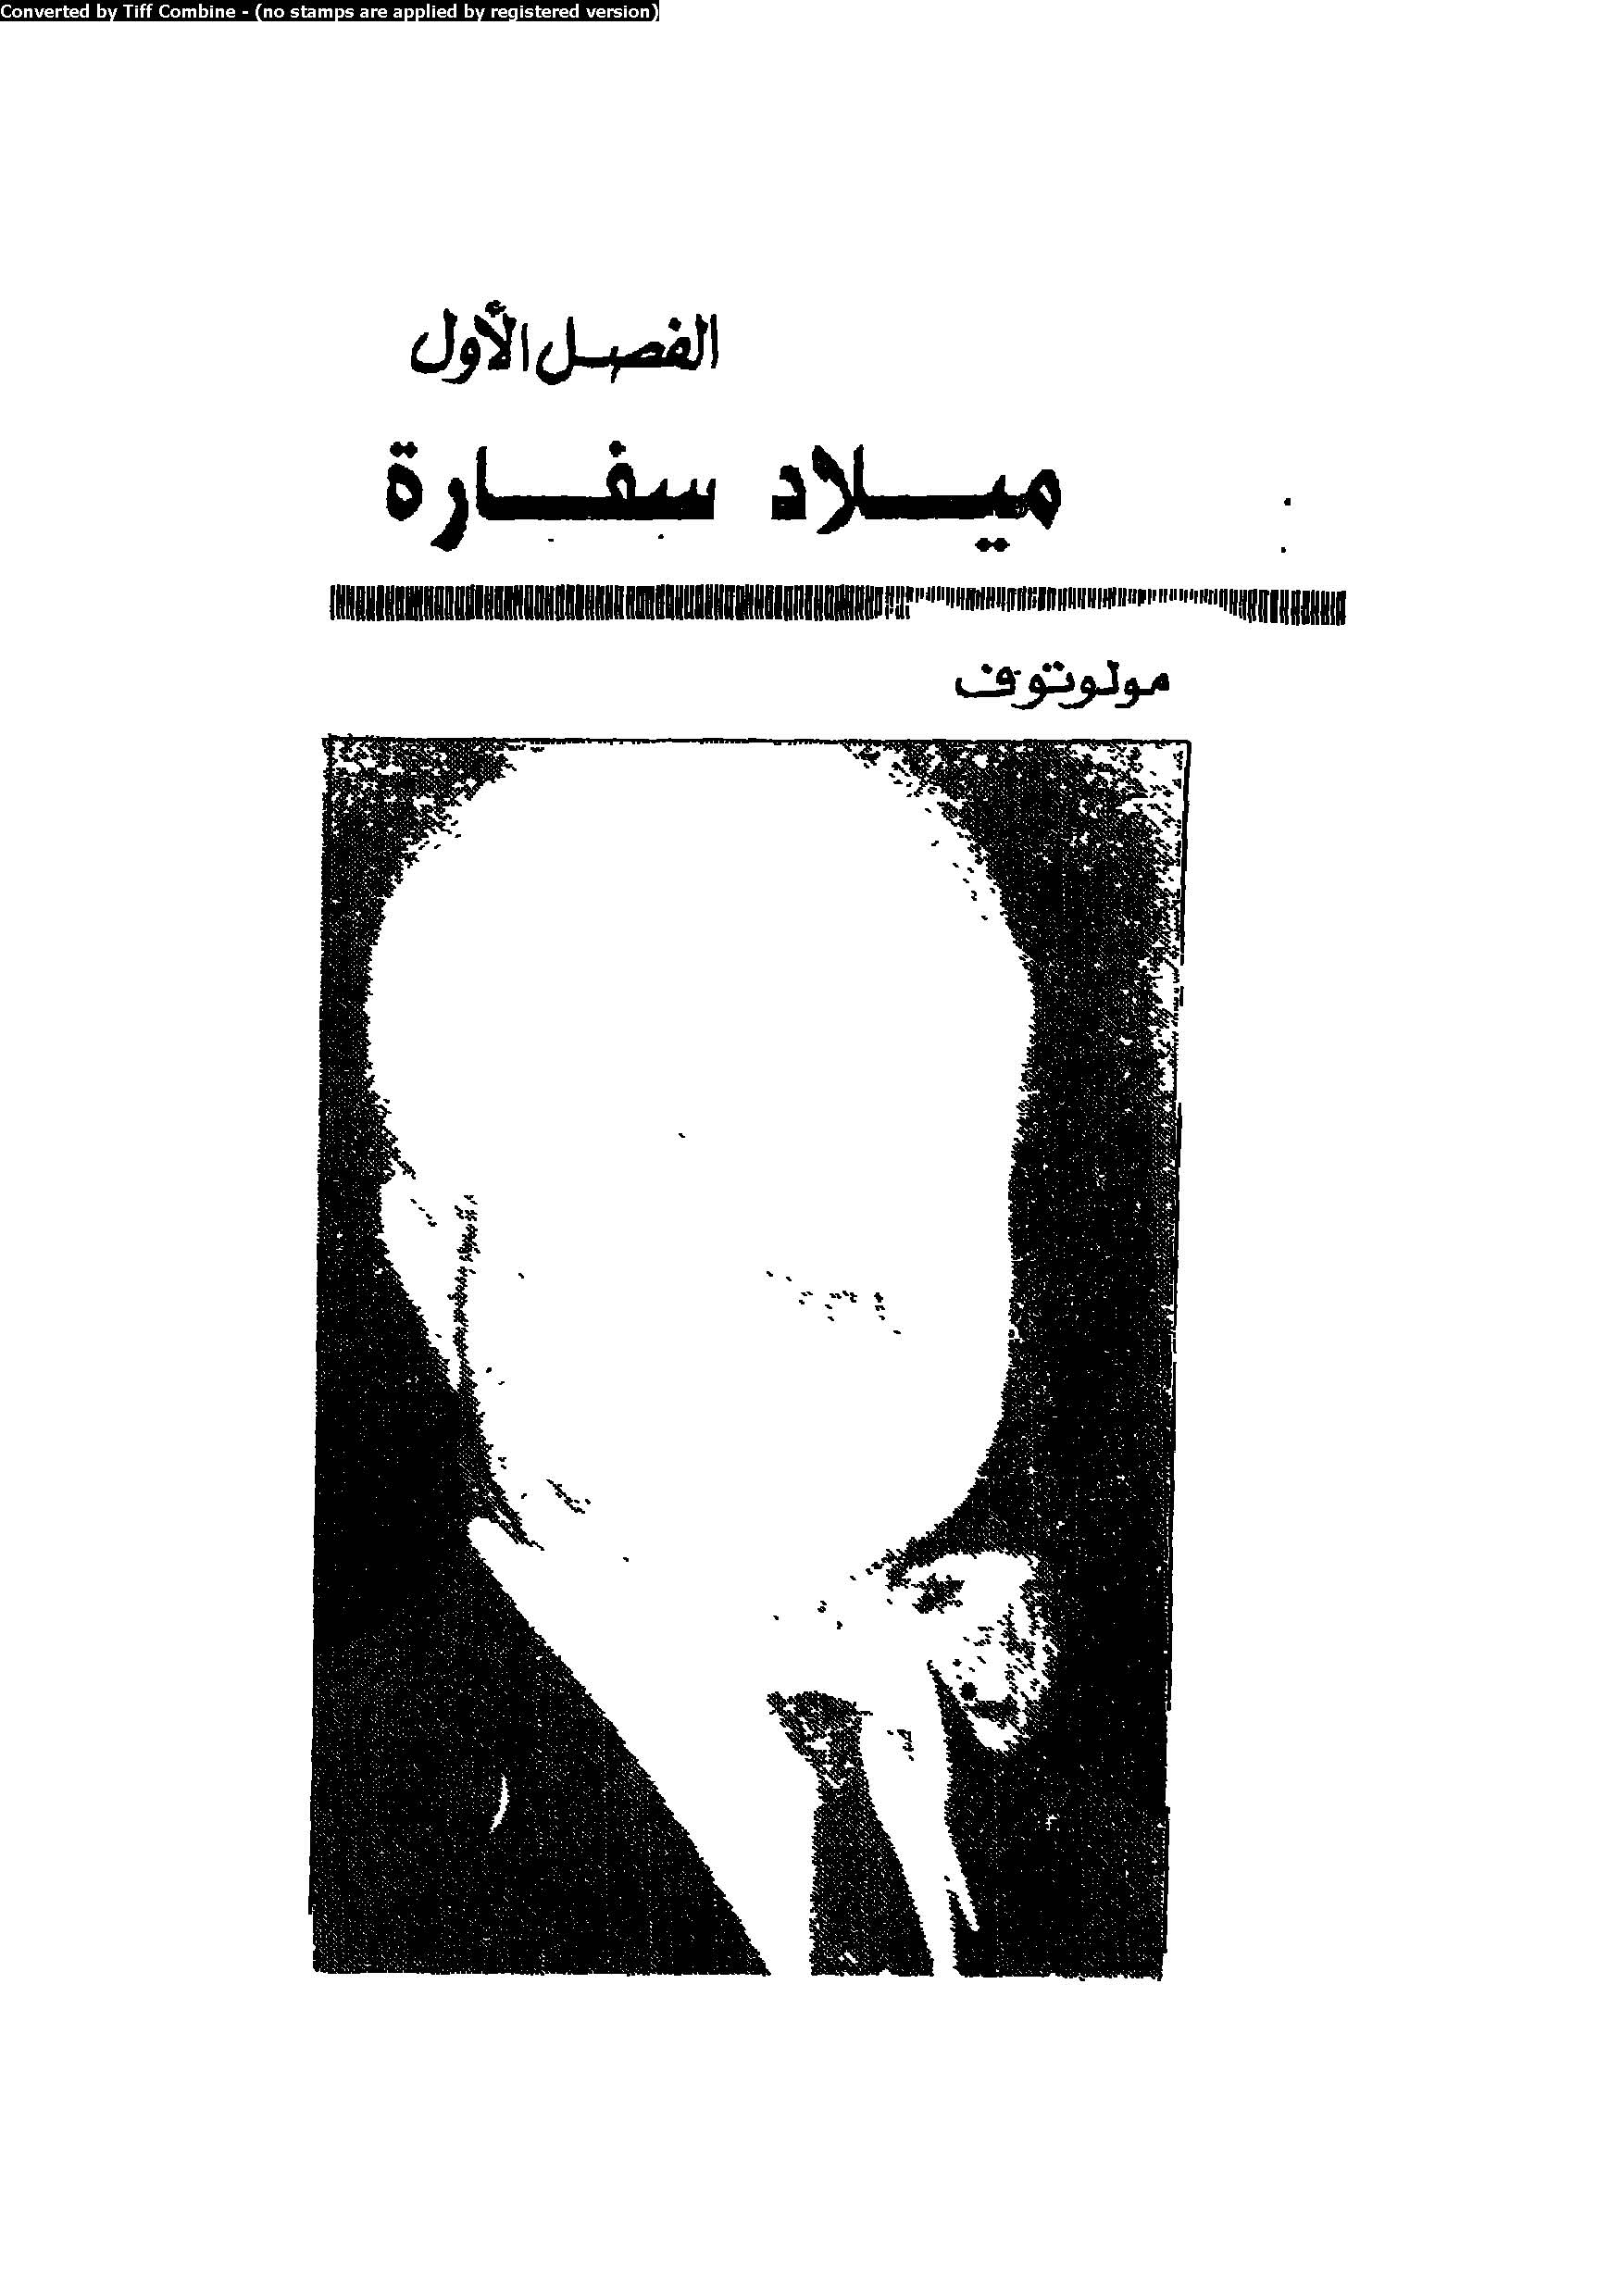 Converted by Tiff Combine - (no stamps are applied by registered version)
الفصل الأول
ميلاد سفارة
مولوتوف